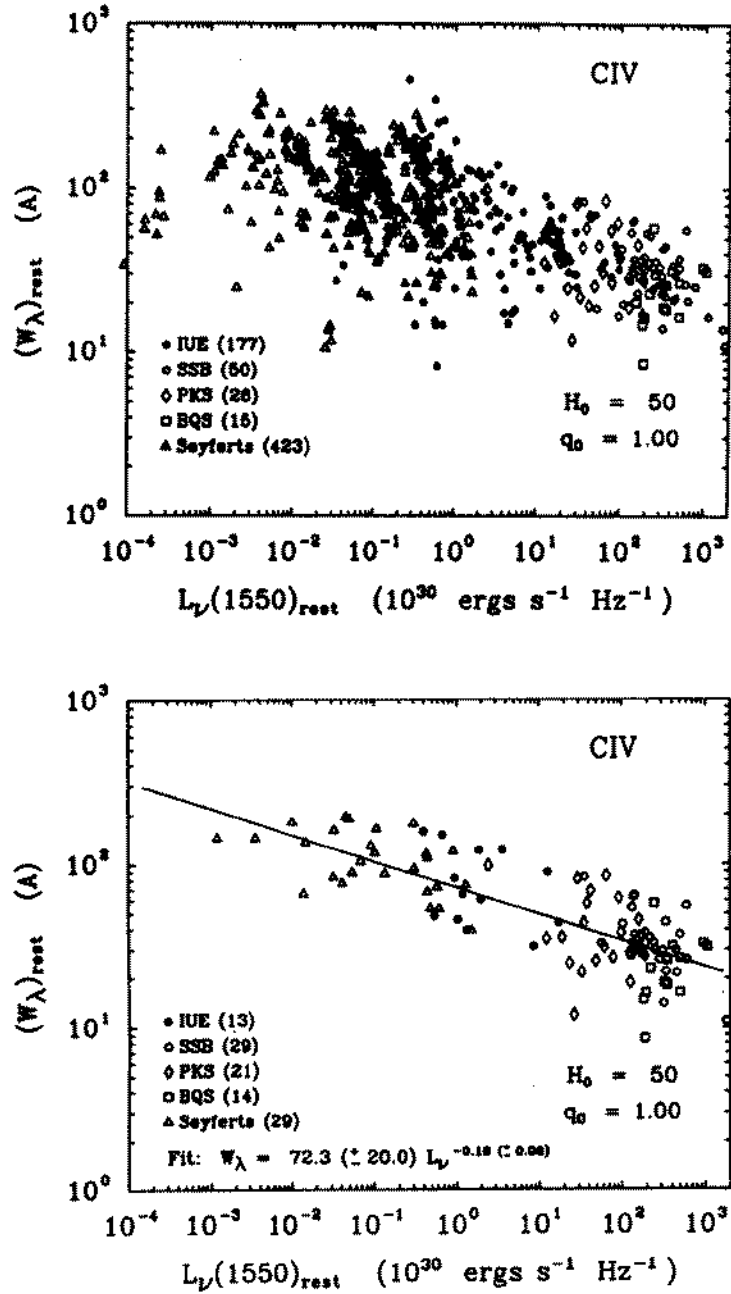 10³
CIV
10²
(W_λ)rest (A)
10¹
• IUE (177)
○ SSB (50)
◇ PKS (26)
□ BQS (15)
△ Seyferts (423)
H₀ = 50
q₀ = 1.00
10⁰
10⁻⁴ 10⁻³ 10⁻² 10⁻¹ 10⁰ 10¹ 10² 10³
L_ν(1550)rest (10³⁰ ergs s⁻¹ Hz⁻¹)
10³
CIV
10²
(W_λ)rest (A)
10¹
• IUE (13)
○ SSB (29)
◇ PKS (21)
□ BQS (14)
△ Seyferts (29)
H₀ = 50
q₀ = 1.00
Fit: W_λ = 72.3 (± 20.0) L_ν
10⁰
10⁻⁴ 10⁻³ 10⁻² 10⁻¹ 10⁰ 10¹ 10² 10³
L_ν(1550)rest (10³⁰ ergs s⁻¹ Hz⁻¹)